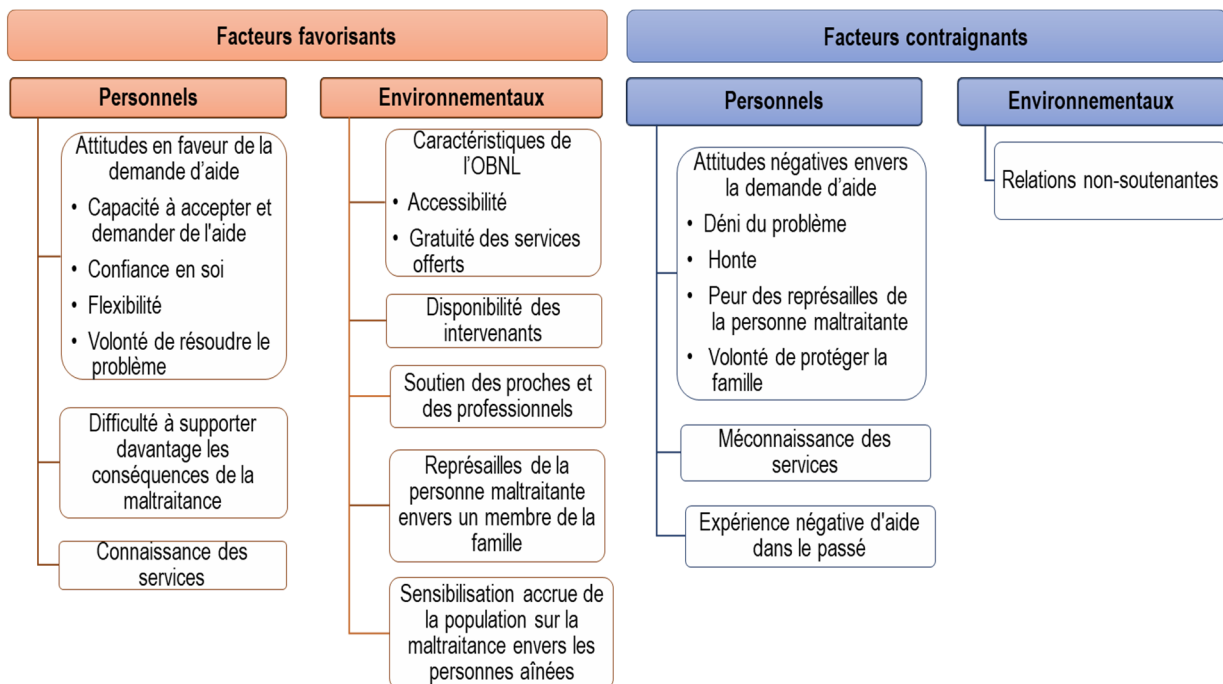 Facteurs favorisants
Personnels
Attitudes en faveur de la
demande d'aide
• Capacité à accepter et
demander de l'aide
• Confiance en soi
• Flexibilité
• Volonté de résoudre le
problème
Difficulté à supporter
davantage les
conséquences de la
maltraitance
Connaissance des
services
Environnementaux
Caractéristiques de
l'OBNL
• Accessibilité
• Gratuité des services
offerts
Disponibilité des
intervenants
Soutien des proches et
des professionnels
Représailles de la
personne maltraitante
envers un membre de la
famille
Sensibilisation accrue de
la population sur la
maltraitance envers les
personnes aînées
Facteurs contraignants
Personnels
Attitudes négatives envers
la demande d'aide
• Déni du problème
• Honte
• Peur des représailles de
la personne maltraitante
• Volonté de protéger la
famille
Méconnaissance des
services
Expérience négative d'aide
dans le passé
Environnementaux
Relations non-soutenantes